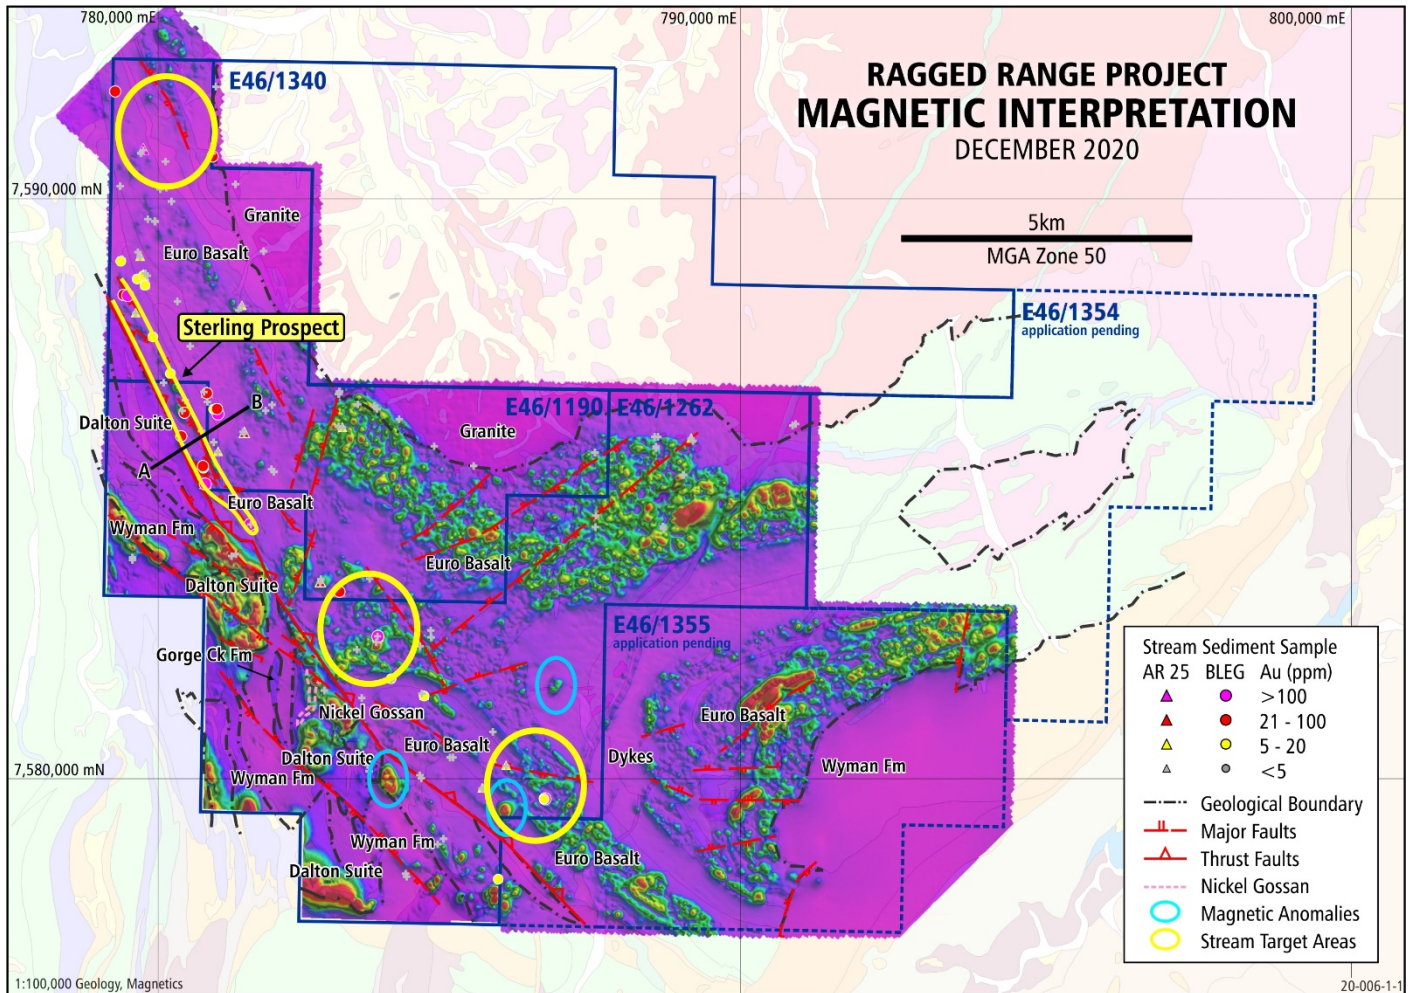 780,000 mE
790,000 mE
800,000 mE
RAGGED RANGE PROJECT
MAGNETIC INTERPRETATION
DECEMBER 2020
E46/1340
7,590,000 mN
Granite
5km
MGA Zone 50
Euro Basalt
E46/1354
application pending
Sterling Prospect
B
E46/1190
E46/1262
Dalton Suite
Granite
A
Euro Basalt
Wyman Fm
Euro Basalt
Dalton Suite
E46/1355
application pending
Gorge Ck Fm
Nickel Gossan
Euro Basalt
Euro Basalt
Dalton Suite
Dykes
Wyman Fm
7,580,000 mN
Wyman Fm
Wyman Fm
Euro Basalt
Dalton Suite
Stream Sediment Sample
AR 25 BLEG Au (ppm)
>100
21 - 100
5 - 20
<5
Geological Boundary
Major Faults
Thrust Faults
Nickel Gossan
Magnetic Anomalies
Stream Target Areas
1:100,000 Geology, Magnetics
20-006-1-1